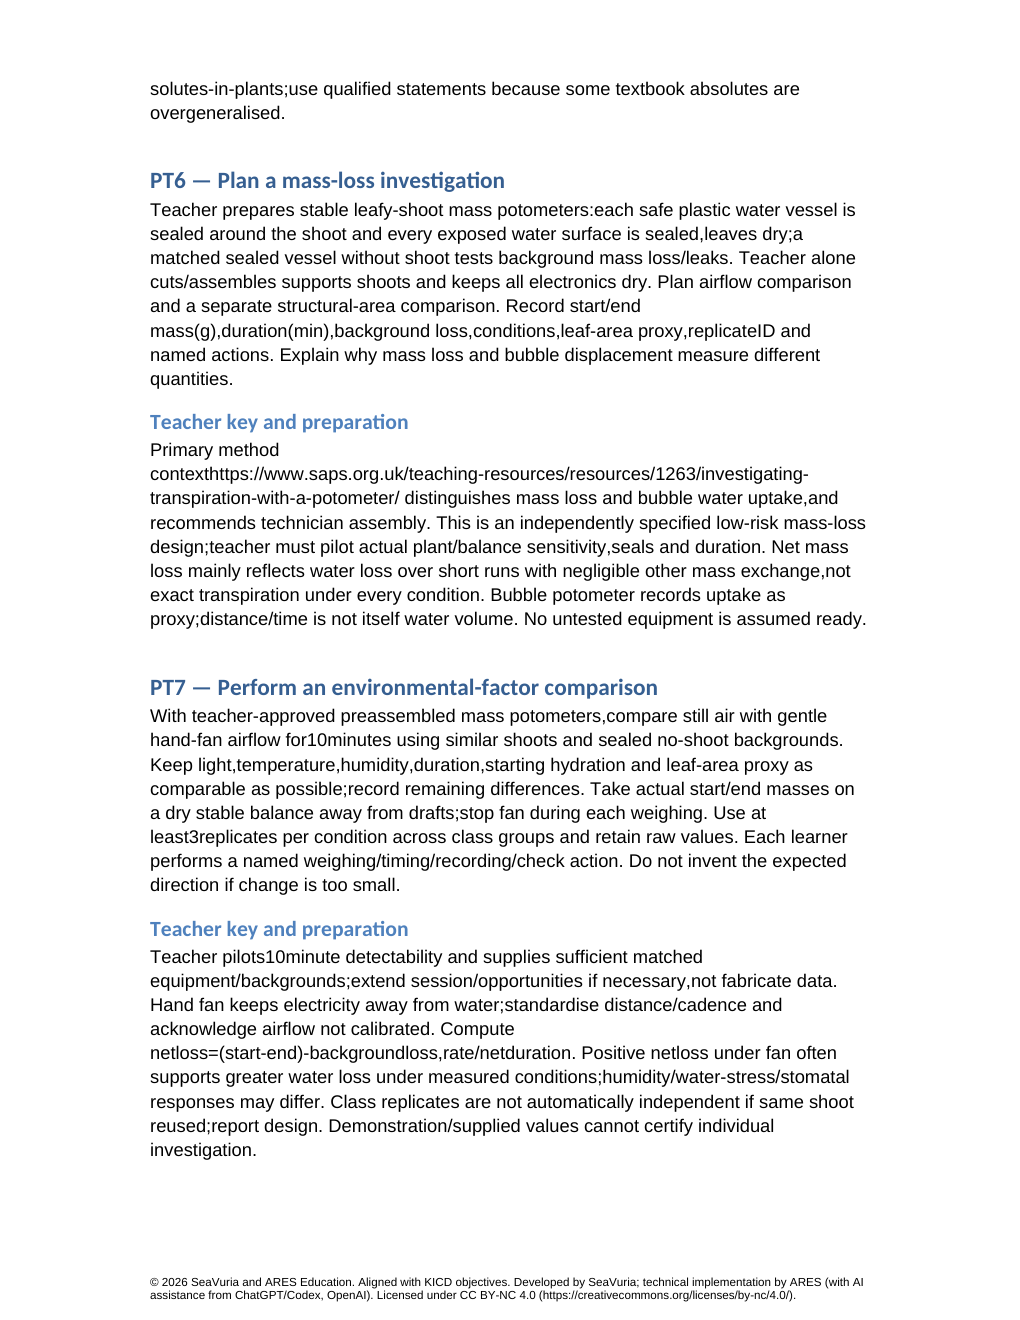 solutes-in-plants;use qualified statements because some textbook absolutes are
overgeneralised.
PT6 — Plan a mass-loss investigation
Teacher prepares stable leafy-shoot mass potometers:each safe plastic water vessel is
sealed around the shoot and every exposed water surface is sealed,leaves dry;a
matched sealed vessel without shoot tests background mass loss/leaks. Teacher alone
cuts/assembles supports shoots and keeps all electronics dry. Plan airflow comparison
and a separate structural-area comparison. Record start/end
mass(g),duration(min),background loss,conditions,leaf-area proxy,replicateID and
named actions. Explain why mass loss and bubble displacement measure different
quantities.
Teacher key and preparation
Primary method
contexthttps://www.saps.org.uk/teaching-resources/resources/1263/investigating-
transpiration-with-a-potometer/ distinguishes mass loss and bubble water uptake,and
recommends technician assembly. This is an independently specified low-risk mass-loss
design;teacher must pilot actual plant/balance sensitivity,seals and duration. Net mass
loss mainly reflects water loss over short runs with negligible other mass exchange,not
exact transpiration under every condition. Bubble potometer records uptake as
proxy;distance/time is not itself water volume. No untested equipment is assumed ready.
PT7 — Perform an environmental-factor comparison
With teacher-approved preassembled mass potometers,compare still air with gentle
hand-fan airflow for10minutes using similar shoots and sealed no-shoot backgrounds.
Keep light,temperature,humidity,duration,starting hydration and leaf-area proxy as
comparable as possible;record remaining differences. Take actual start/end masses on
a dry stable balance away from drafts;stop fan during each weighing. Use at
least3replicates per condition across class groups and retain raw values. Each learner
performs a named weighing/timing/recording/check action. Do not invent the expected
direction if change is too small.
Teacher key and preparation
Teacher pilots10minute detectability and supplies sufficient matched
equipment/backgrounds;extend session/opportunities if necessary,not fabricate data.
Hand fan keeps electricity away from water;standardise distance/cadence and
acknowledge airflow not calibrated. Compute
netloss=(start-end)-backgroundloss,rate/netduration. Positive netloss under fan often
supports greater water loss under measured conditions;humidity/water-stress/stomatal
responses may differ. Class replicates are not automatically independent if same shoot
reused;report design. Demonstration/supplied values cannot certify individual
investigation.
© 2026 SeaVuria and ARES Education. Aligned with KICD objectives. Developed by SeaVuria; technical implementation by ARES (with AI
assistance from ChatGPT/Codex, OpenAI). Licensed under CC BY-NC 4.0 (https://creativecommons.org/licenses/by-nc/4.0/).